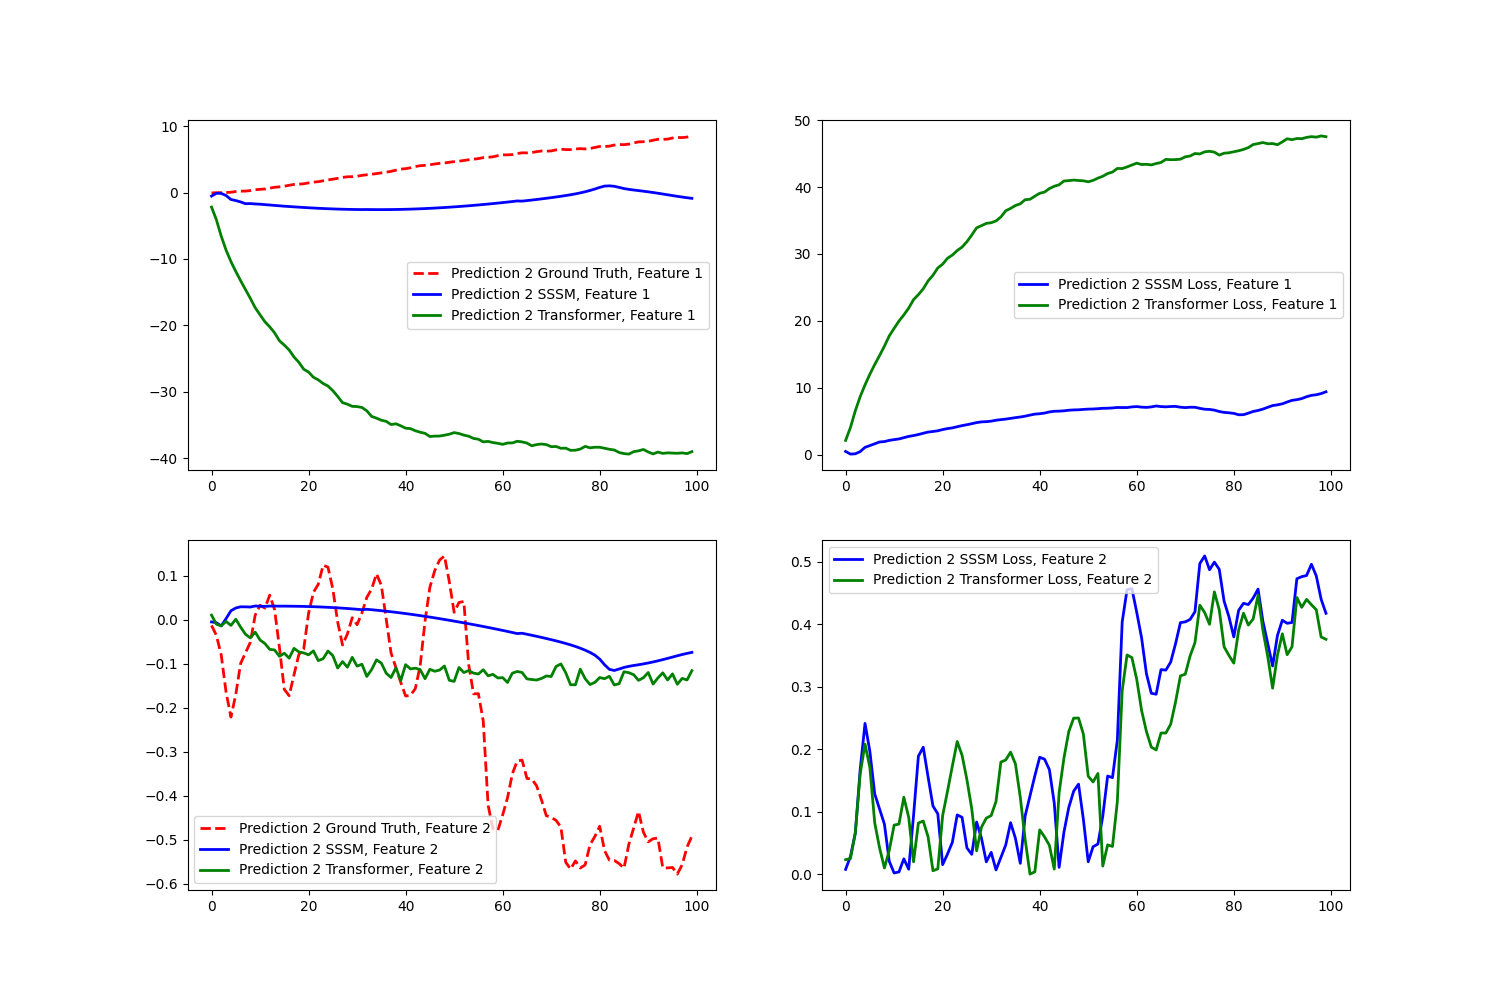 10
0
−10
−20
−30
−40
0 20 40 60 80 100
Prediction 2 Ground Truth, Feature 1
Prediction 2 SSSM, Feature 1
Prediction 2 Transformer, Feature 1
50
40
30
20
10
0
0 20 40 60 80 100
Prediction 2 SSSM Loss, Feature 1
Prediction 2 Transformer Loss, Feature 1
0.1
0.0
−0.1
−0.2
−0.3
−0.4
−0.5
−0.6
0 20 40 60 80 100
Prediction 2 Ground Truth, Feature 2
Prediction 2 SSSM, Feature 2
Prediction 2 Transformer, Feature 2
0.5
0.4
0.3
0.2
0.1
0.0
0 20 40 60 80 100
Prediction 2 SSSM Loss, Feature 2
Prediction 2 Transformer Loss, Feature 2